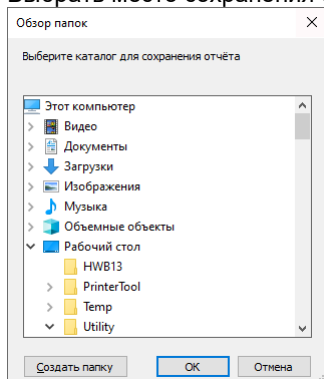 Выбрать место сохранения
Обзор папок
Выберите каталог для сохранения отчёта
Этот компьютер
Видео
Документы
Загрузки
Изображения
Музыка
Объемные объекты
Рабочий стол
HWB13
PrinterTool
Temp
Utility
Создать папку
ОК
Отмена